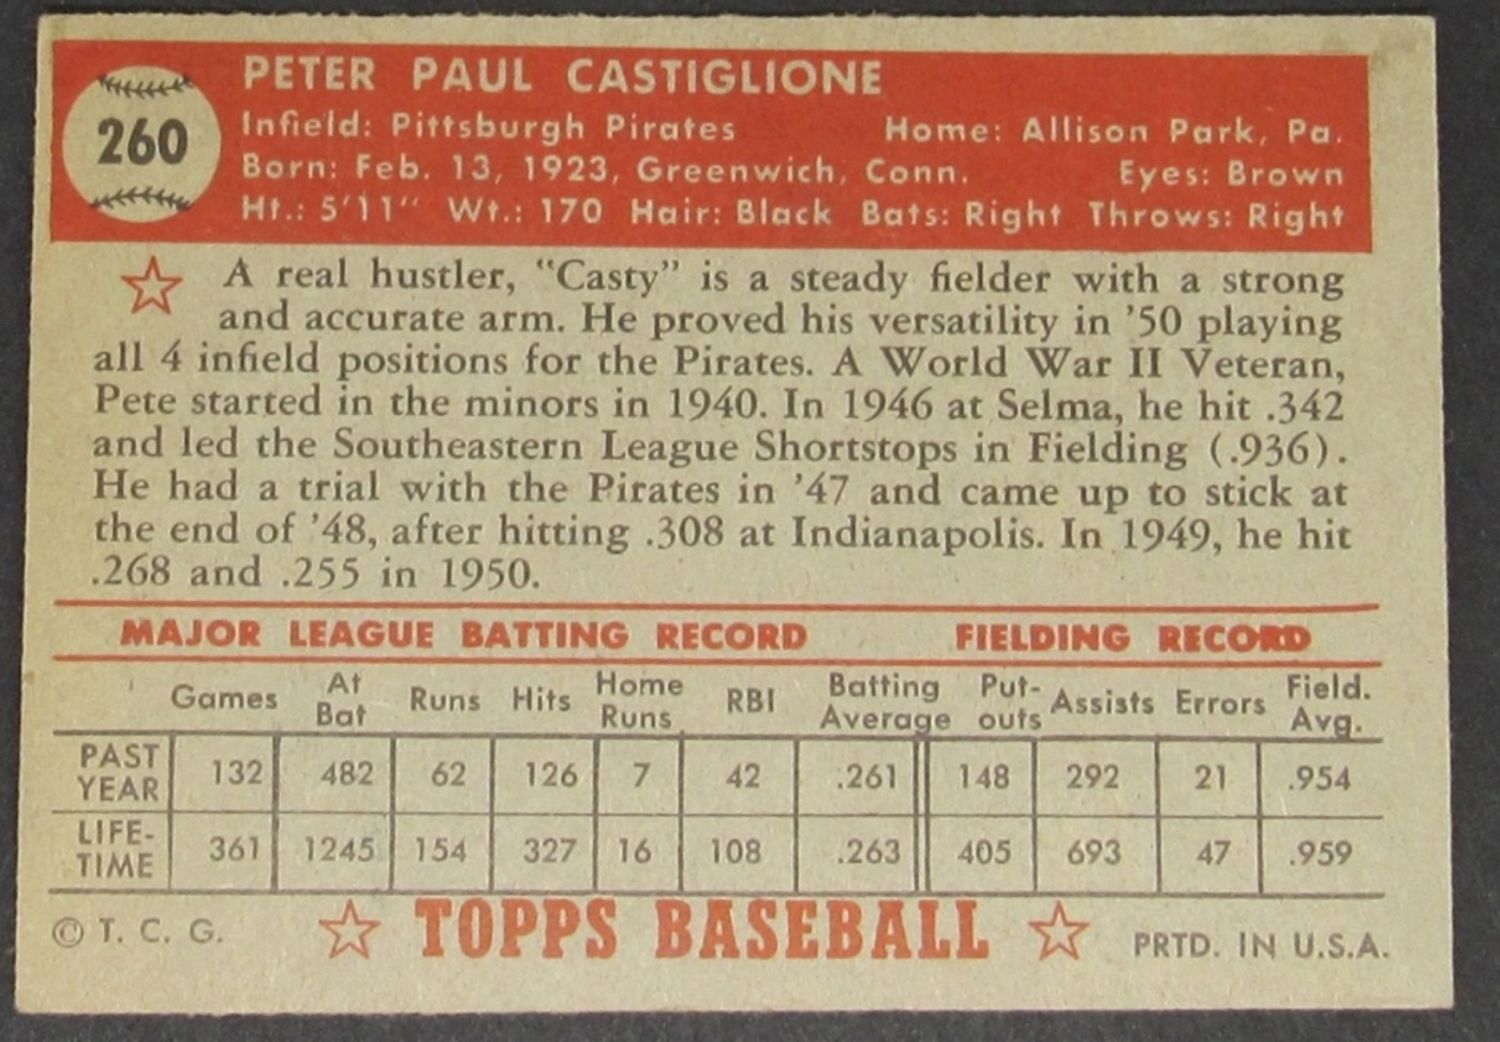 260
PETER PAUL CASTIGLIONE
Infield: Pittsburgh Pirates Home: Allison Park, Pa.
Born: Feb. 13, 1923, Greenwich, Conn. Eyes: Brown
Ht.: 5'11" Wt.: 170 Hair: Black Bats: Right Throws: Right
A real hustler, "Casty" is a steady fielder with a strong
and accurate arm. He proved his versatility in '50 playing
all 4 infield positions for the Pirates. A World War II Veteran,
Pete started in the minors in 1940. In 1946 at Selma, he hit .342
and led the Southeastern League Shortstops in Fielding (.936).
He had a trial with the Pirates in '47 and came up to stick at
the end of '48, after hitting .308 at Indianapolis. In 1949, he hit
.268 and .255 in 1950.
MAJOR LEAGUE BATTING RECORD FIELDING RECORD
Games At Bat Runs Hits Home Runs RBI Batting Average Put-outs Assists Errors Field. Avg.
PAST YEAR 132 482 62 126 7 42 .261 148 292 21 .954
LIFE-TIME 361 1245 154 327 16 108 .263 405 693 47 .959
© T. C. G. TOPPS BASEBALL PRTD. IN U.S.A.